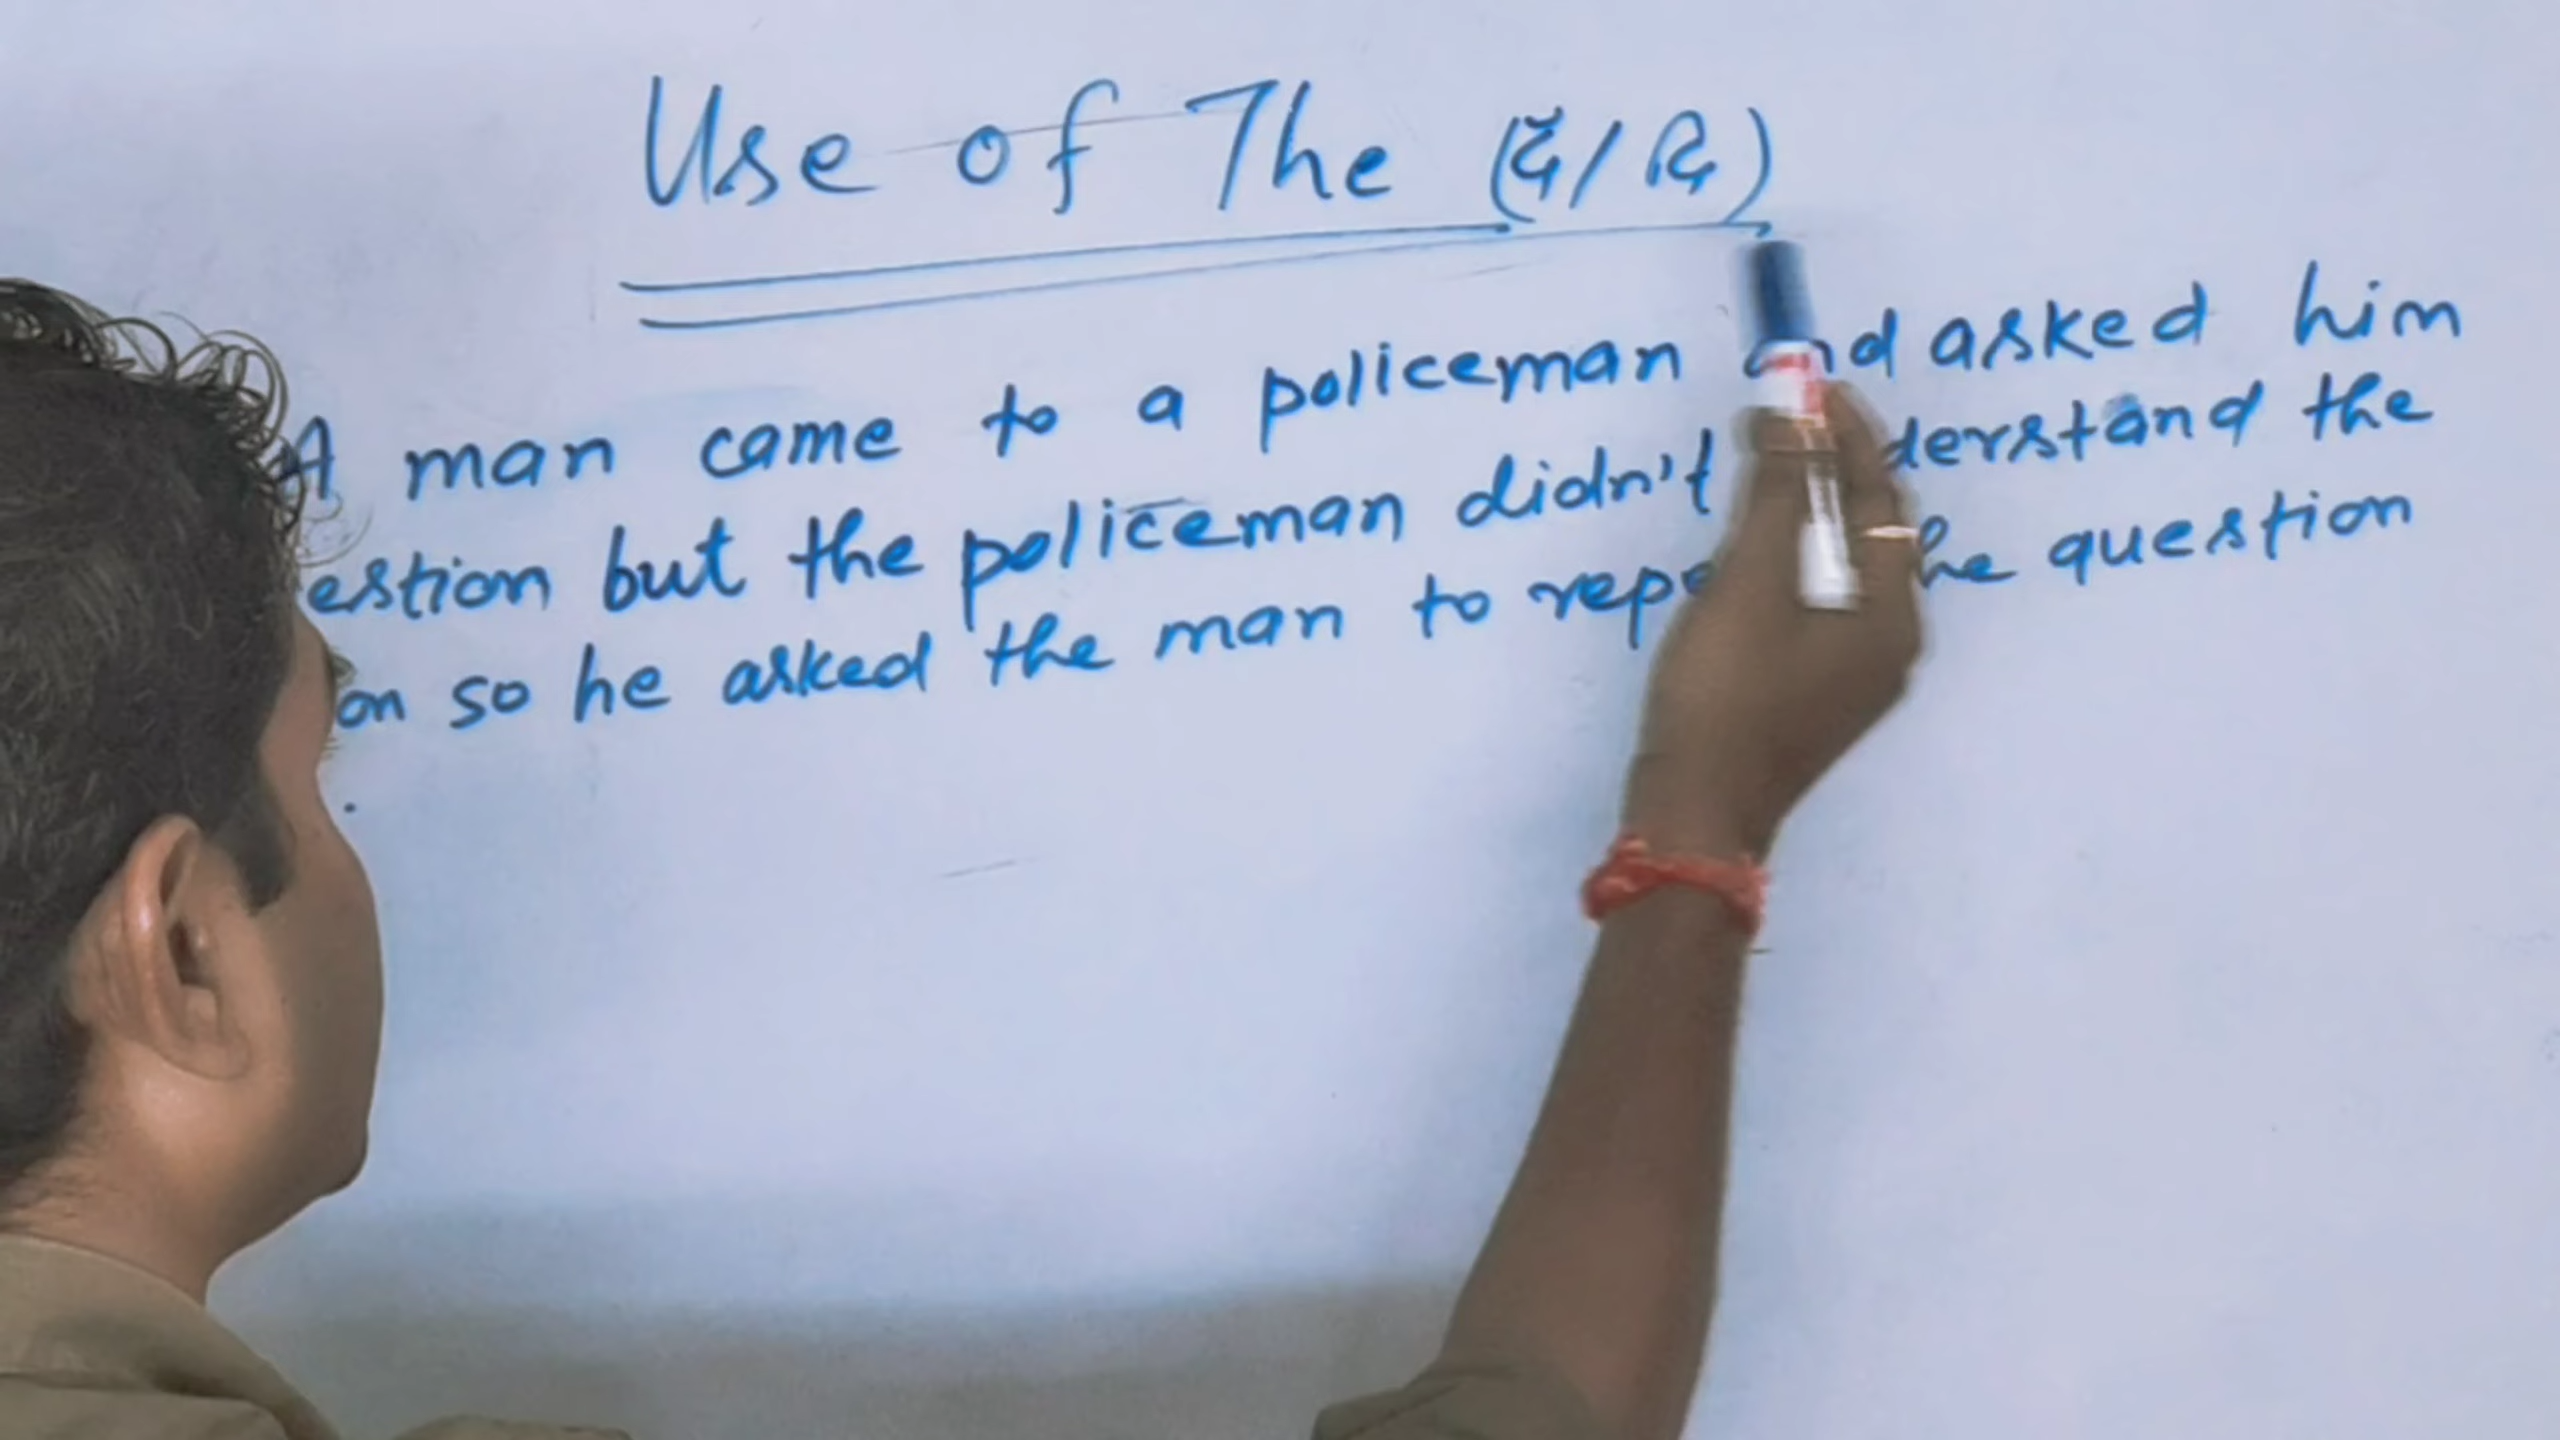 Use of The (दॅ/दि)
A man came to a policeman and asked him
estion but the policeman didn't derstand the
on so he asked the man to repe he question
.